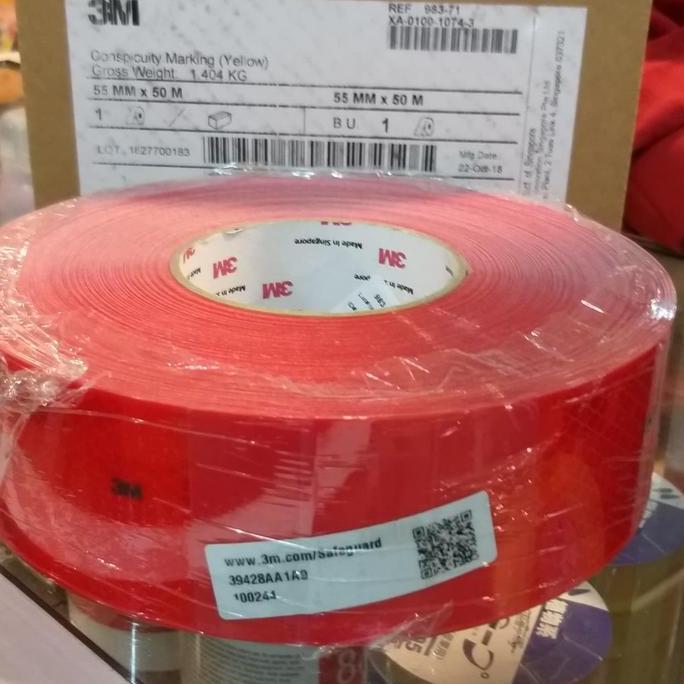 3M
REF 983-71
XA-0100-1074-3
Conspicuity Marking (Yellow)
Gross Weight 1.404 KG
55 MM x 50 M 55 MM x 50 M
1 B.U. 1
LOT. 1627700183
Mfg Date:
22-Oct-18
3M
Made in Singapore
3M
3M
3M
www.3m.com/Safeguard
39428AA1A9
100241